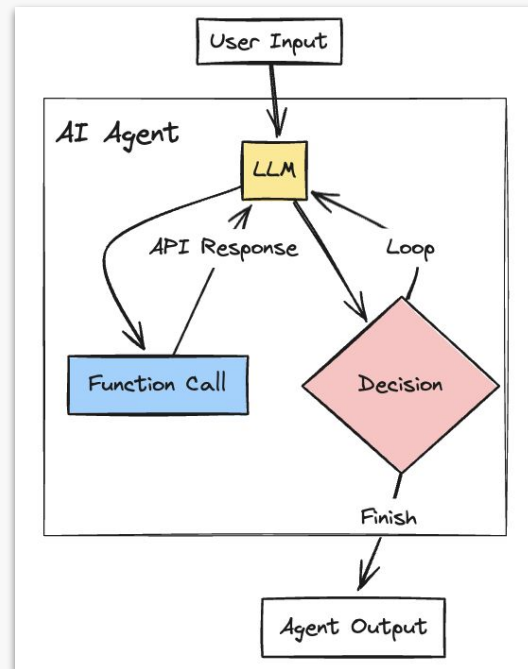 User Input
AI Agent
LLM
API Response
Loop
Function Call
Decision
Finish
Agent Output